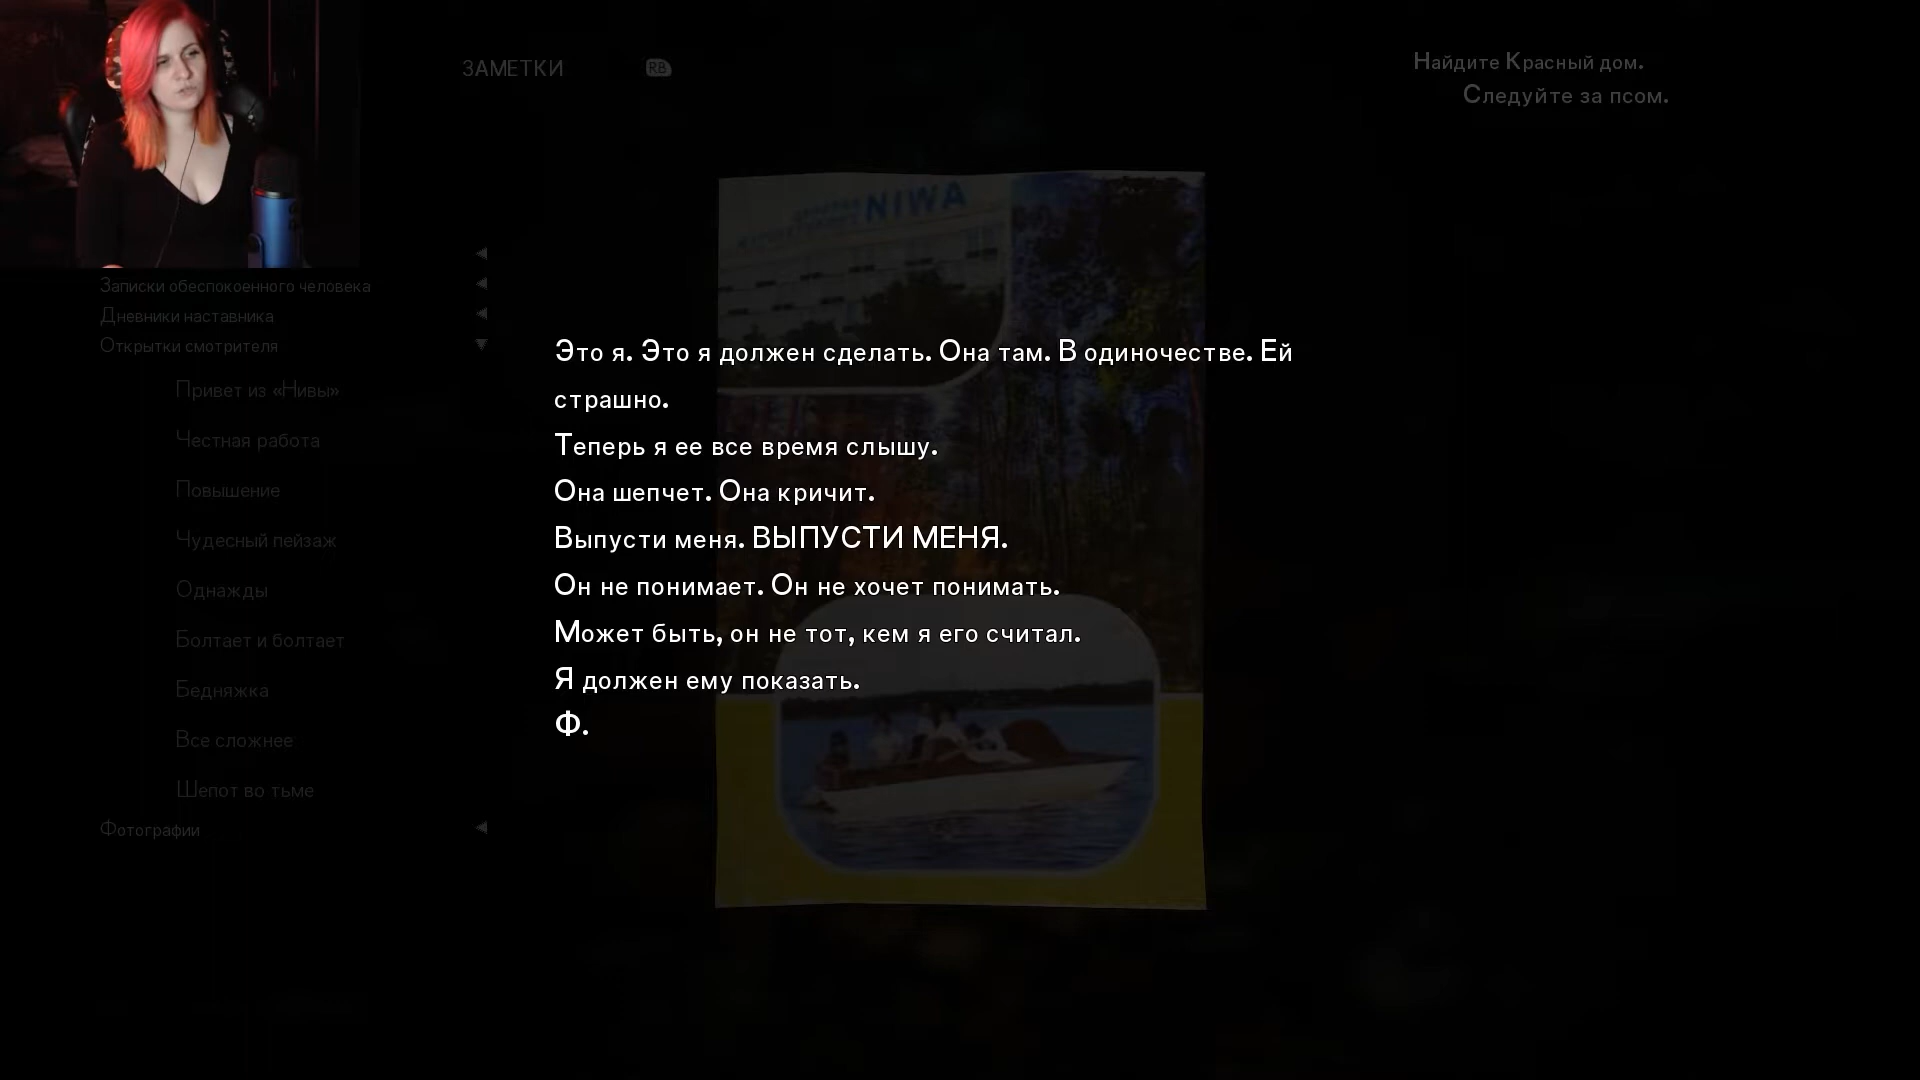 ЗАМЕТКИ
RB
Найдите Красный дом.
Следуйте за псом.
NIWA
Записки обеспокоенного человека
Дневники наставника
Открытки смотрителя
Привет из «Нивы»
Честная работа
Повышение
Чудесный пейзаж
Однажды
Болтает и болтает
Бедняжка
Все сложнее
Шепот во тьме
Фотографии
Это я. Это я должен сделать. Она там. В одиночестве. Ей
страшно.
Теперь я ее все время слышу.
Она шепчет. Она кричит.
Выпусти меня. ВЫПУСТИ МЕНЯ.
Он не понимает. Он не хочет понимать.
Может быть, он не тот, кем я его считал.
Я должен ему показать.
Ф.